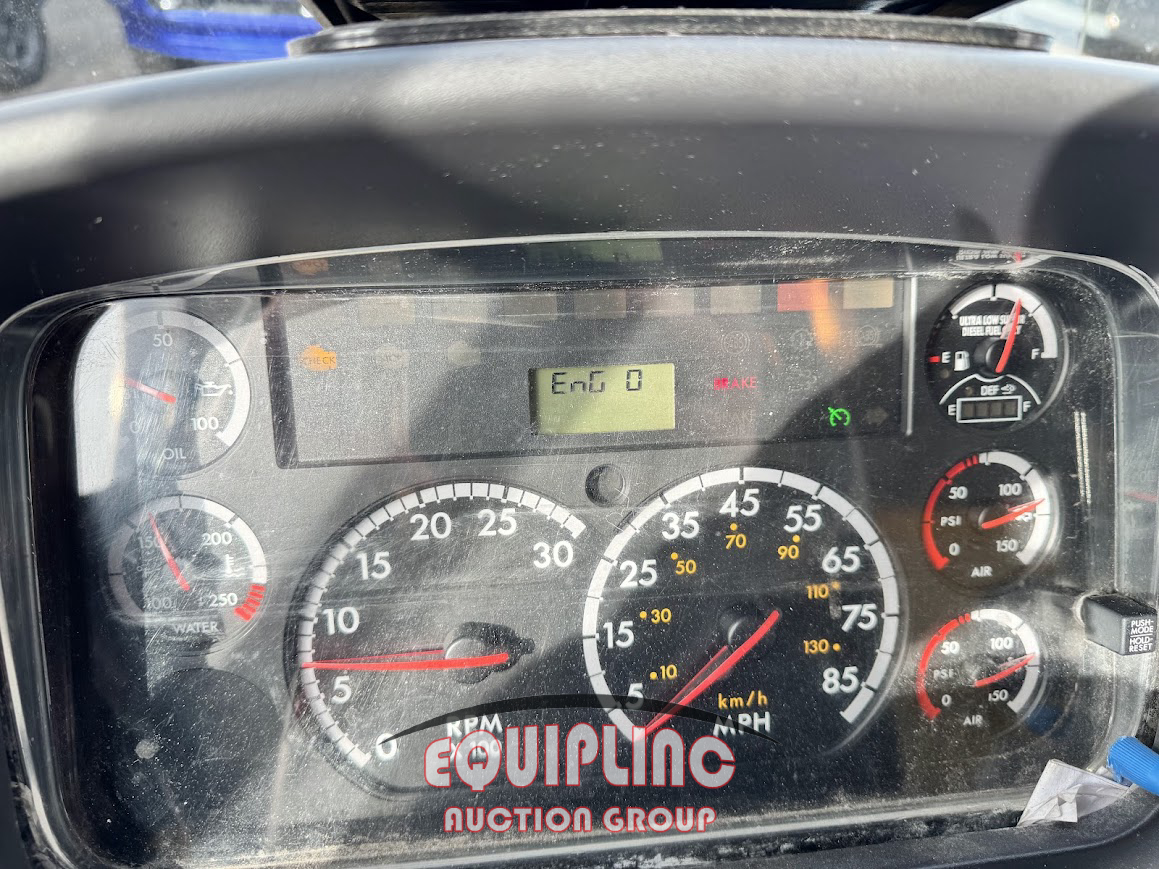 50
0
100
OIL
CHECK
EnG 0
ULTRA LOW SULFUR
DIESEL FUEL ONLY
E
F
DEF
E F
150
200
100
250
WATER
0
5
10
15
20
25
30
RPM
X 100
5
15
25
35
45
55
65
75
85
10
30
50
70
90
110
130
km/h
MPH
50
100
PSI
0
150
AIR
50
100
PSI
0
150
AIR
PUSH-
MODE
HOLD-
RESET
EQUIPLINC
AUCTION GROUP